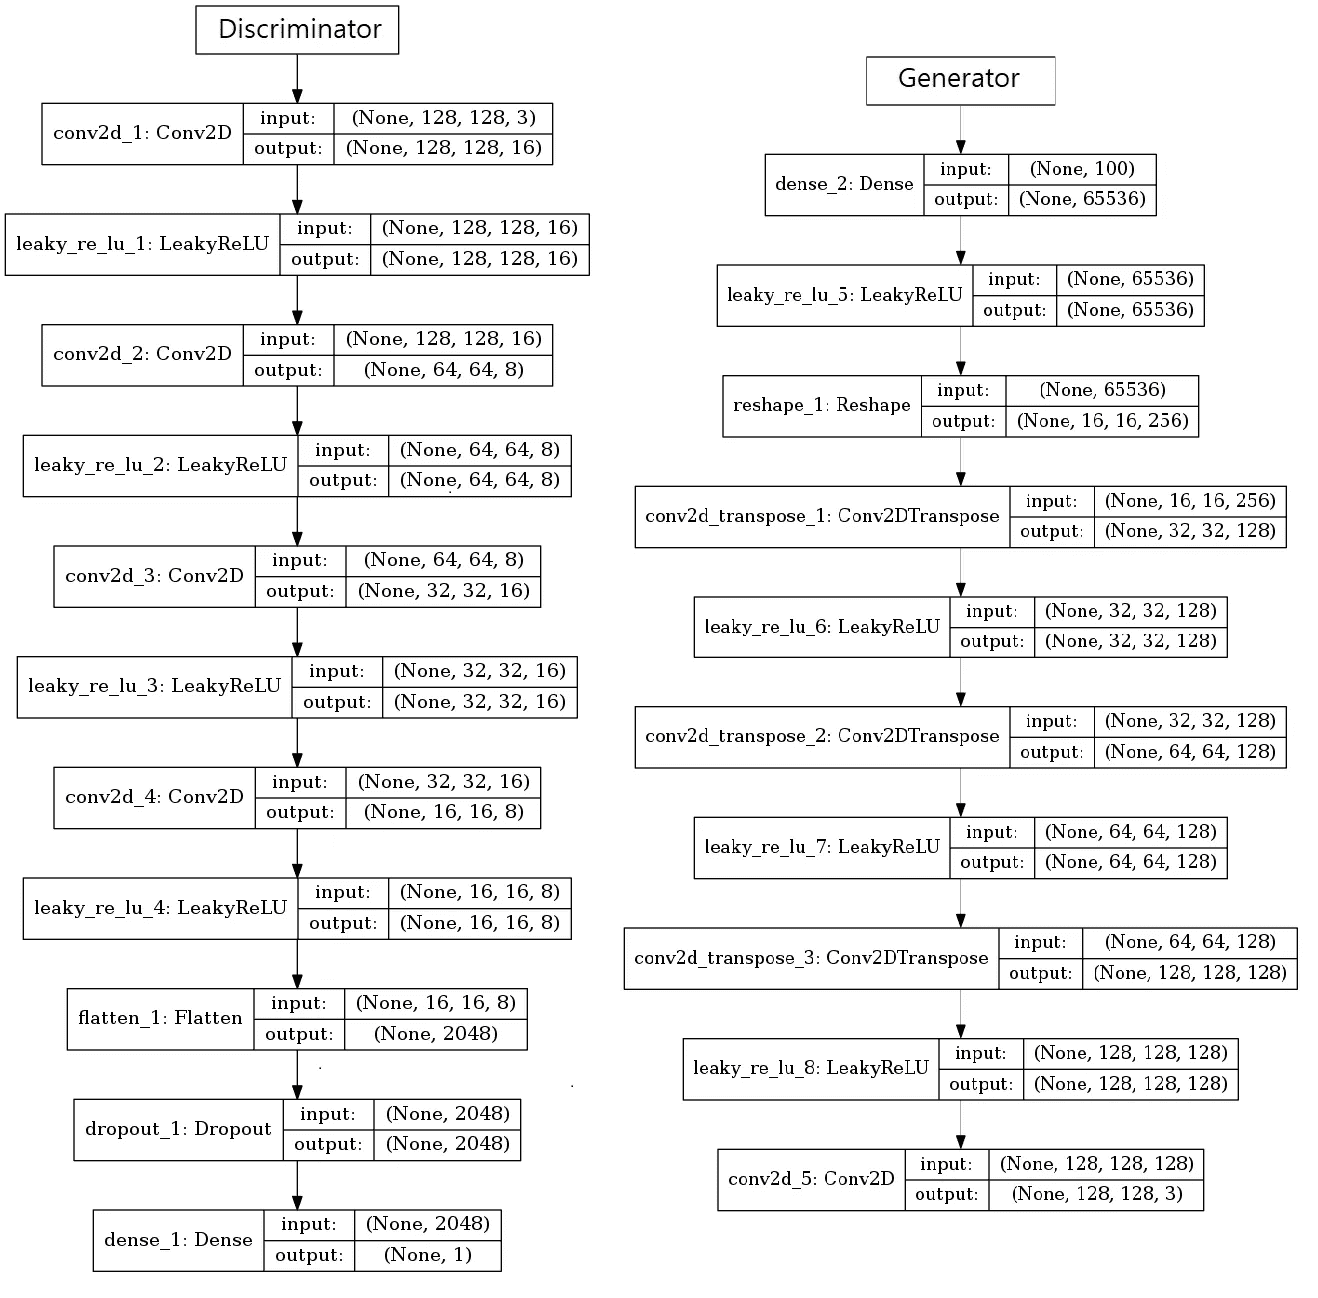 Discriminator
conv2d_1: Conv2D
input: (None, 128, 128, 3)
output: (None, 128, 128, 16)
leaky_re_lu_1: LeakyReLU
input: (None, 128, 128, 16)
output: (None, 128, 128, 16)
conv2d_2: Conv2D
input: (None, 128, 128, 16)
output: (None, 64, 64, 8)
leaky_re_lu_2: LeakyReLU
input: (None, 64, 64, 8)
output: (None, 64, 64, 8)
conv2d_3: Conv2D
input: (None, 64, 64, 8)
output: (None, 32, 32, 16)
leaky_re_lu_3: LeakyReLU
input: (None, 32, 32, 16)
output: (None, 32, 32, 16)
conv2d_4: Conv2D
input: (None, 32, 32, 16)
output: (None, 16, 16, 8)
leaky_re_lu_4: LeakyReLU
input: (None, 16, 16, 8)
output: (None, 16, 16, 8)
flatten_1: Flatten
input: (None, 16, 16, 8)
output: (None, 2048)
dropout_1: Dropout
input: (None, 2048)
output: (None, 2048)
dense_1: Dense
input: (None, 2048)
output: (None, 1)
Generator
dense_2: Dense
input: (None, 100)
output: (None, 65536)
leaky_re_lu_5: LeakyReLU
input: (None, 65536)
output: (None, 65536)
reshape_1: Reshape
input: (None, 65536)
output: (None, 16, 16, 256)
conv2d_transpose_1: Conv2DTranspose
input: (None, 16, 16, 256)
output: (None, 32, 32, 128)
leaky_re_lu_6: LeakyReLU
input: (None, 32, 32, 128)
output: (None, 32, 32, 128)
conv2d_transpose_2: Conv2DTranspose
input: (None, 32, 32, 128)
output: (None, 64, 64, 128)
leaky_re_lu_7: LeakyReLU
input: (None, 64, 64, 128)
output: (None, 64, 64, 128)
conv2d_transpose_3: Conv2DTranspose
input: (None, 64, 64, 128)
output: (None, 128, 128, 128)
leaky_re_lu_8: LeakyReLU
input: (None, 128, 128, 128)
output: (None, 128, 128, 128)
conv2d_5: Conv2D
input: (None, 128, 128, 128)
output: (None, 128, 128, 3)